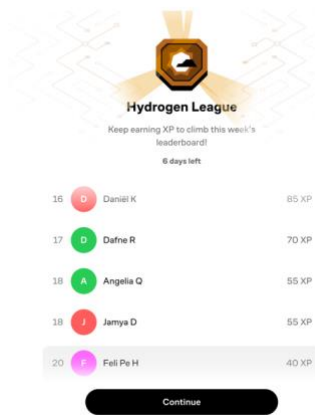 Hydrogen League
Keep earning XP to climb this week's
leaderboard!
6 days left
16 D Daniël K 85 XP
17 D Dafne R 70 XP
18 A Angelia Q 55 XP
18 J Jamya D 55 XP
20 F Feli Pe H 40 XP
Continue